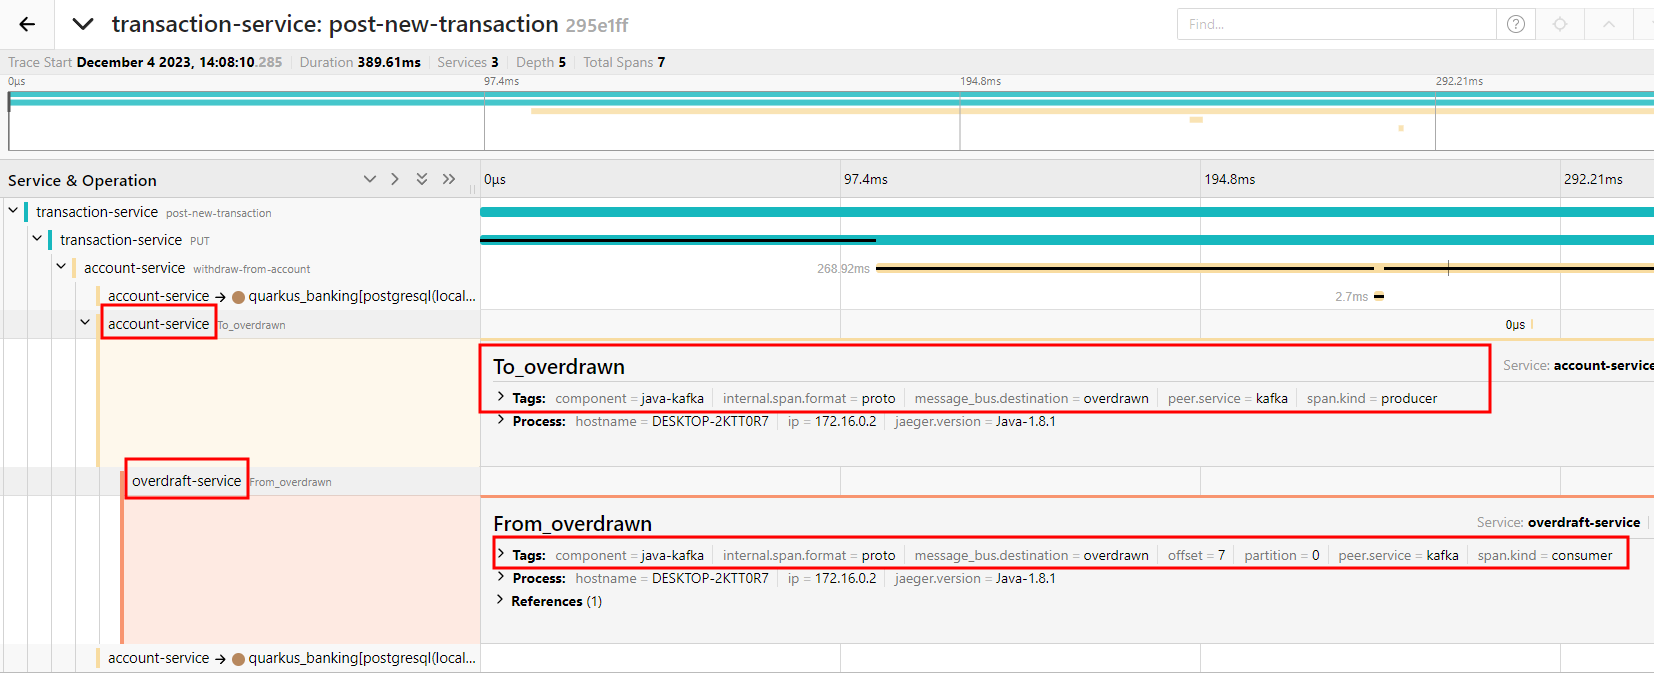 transaction-service: post-new-transaction 295e1ff
Find...
Trace Start December 4 2023, 14:08:10.285 Duration 389.61ms Services 3 Depth 5 Total Spans 7
0μs 97.4ms 194.8ms 292.21ms
Service & Operation 0μs 97.4ms 194.8ms 292.21ms
transaction-service post-new-transaction
transaction-service PUT
account-service withdraw-from-account 268.92ms
account-service → quarkus_banking[postgresql(local... 2.7ms
account-service To_overdrawn 0μs
To_overdrawn Service: account-service
Tags: component = java-kafka internal.span.format = proto message_bus.destination = overdrawn peer.service = kafka span.kind = producer
Process: hostname = DESKTOP-2KTT0R7 ip = 172.16.0.2 jaeger.version = Java-1.8.1
overdraft-service From_overdrawn
From_overdrawn Service: overdraft-service
Tags: component = java-kafka internal.span.format = proto message_bus.destination = overdrawn offset = 7 partition = 0 peer.service = kafka span.kind = consumer
Process: hostname = DESKTOP-2KTT0R7 ip = 172.16.0.2 jaeger.version = Java-1.8.1
References (1)
account-service → quarkus_banking[postgresql(local...